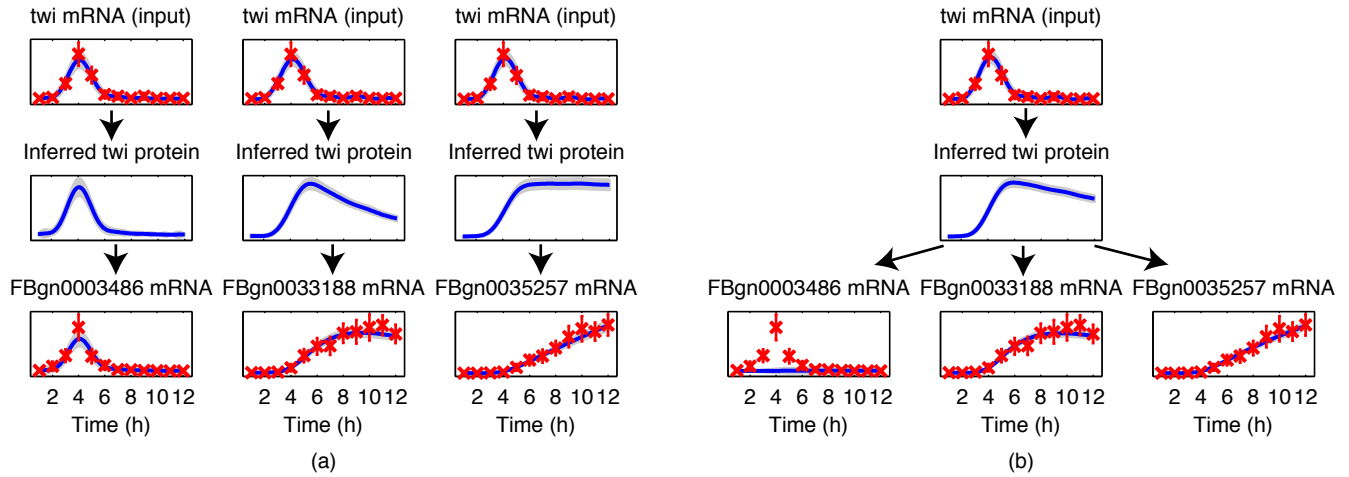 twi mRNA (input) twi mRNA (input) twi mRNA (input) twi mRNA (input)
Inferred twi protein Inferred twi protein Inferred twi protein Inferred twi protein
FBgn0003486 mRNA FBgn0033188 mRNA FBgn0035257 mRNA FBgn0003486 mRNA FBgn0033188 mRNA FBgn0035257 mRNA
2 4 6 8 10 12 2 4 6 8 10 12 2 4 6 8 10 12 2 4 6 8 10 12 2 4 6 8 10 12 2 4 6 8 10 12
Time (h) Time (h) Time (h) Time (h) Time (h) Time (h)
(a) (b)